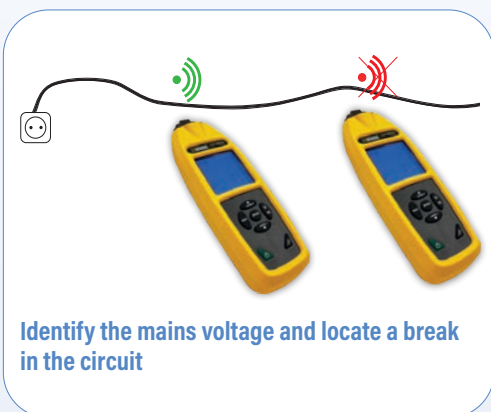 Identify the mains voltage and locate a break
in the circuit